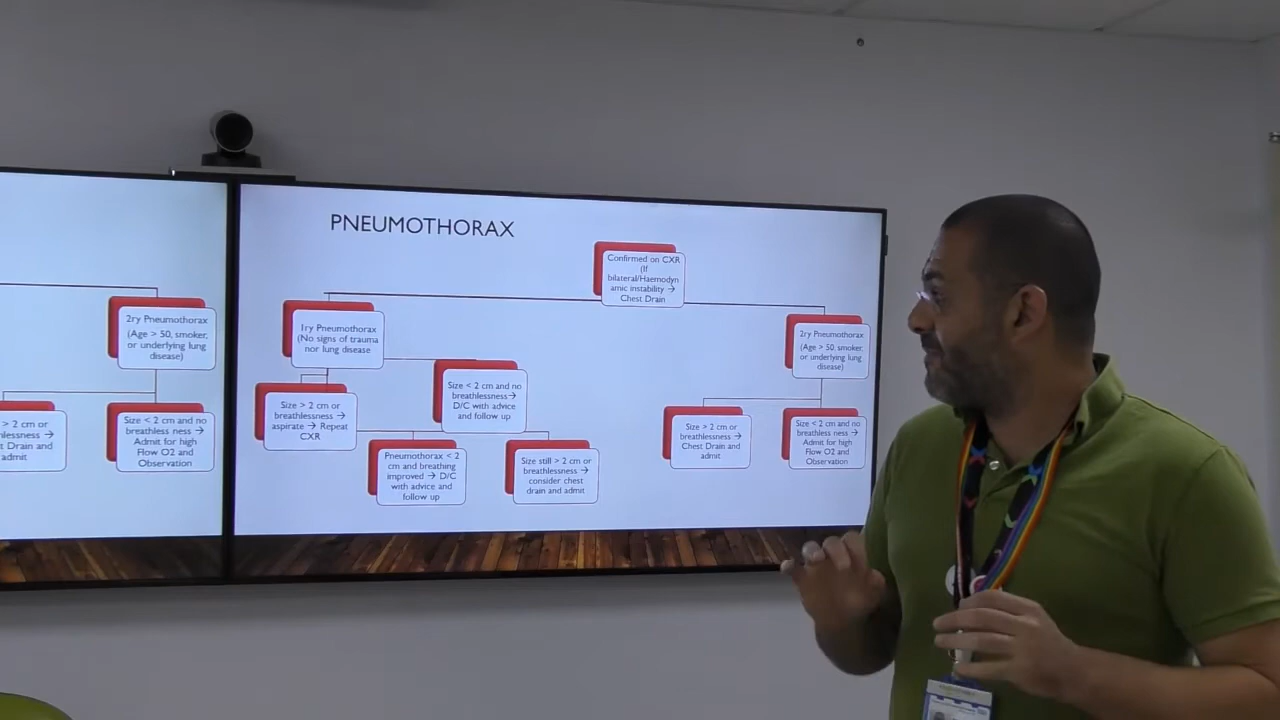 2ry Pneumothorax
(Age > 50, smoker,
or underlying lung
disease)
> 2 cm or
hlessness →
t Drain and
admit
Size < 2 cm and no
breathless ness →
Admit for high
Flow O2 and
Observation
PNEUMOTHORAX
Confirmed on CXR
(If
bilateral/Haemodyn
amic instability →
Chest Drain
1ry Pneumothorax
(No signs of trauma
nor lung disease)
2ry Pneumothorax
(Age > 50, smoker,
or underlying lung
disease)
Size > 2 cm or
breathlessness →
aspirate → Repeat
CXR
Size < 2 cm and no
breathlessness→
D/C with advice
and follow up
Pneumothorax < 2
cm and breathing
improved → D/C
with advice and
follow up
Size still > 2 cm or
breathlessness →
consider chest
drain and admit
Size > 2 cm or
breathlessness →
Chest Drain and
admit
Size < 2 cm and no
breathless ness →
Admit for high
Flow O2 and
Observation